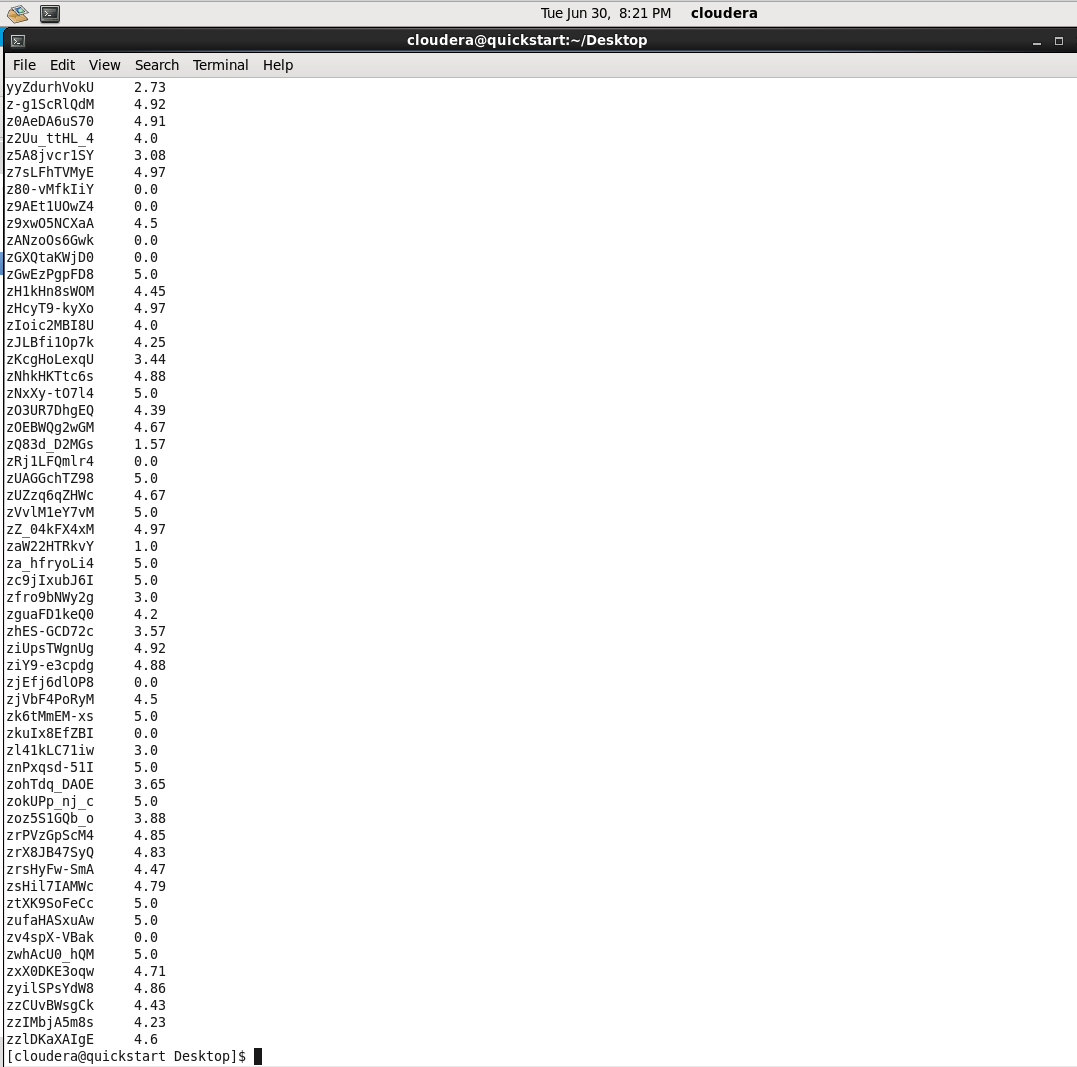 Tue Jun 30, 8:21 PM cloudera
cloudera@quickstart:~/Desktop
File Edit View Search Terminal Help
yyZdurhVokU 2.73
z-g1ScRlQdM 4.92
z0AeDA6uS70 4.91
z2Uu_ttHL_4 4.0
z5A8jvcr1SY 3.08
z7sLFhTVMyE 4.97
z80-vMfkIiY 0.0
z9AEt1UOwZ4 0.0
z9xwO5NCXaA 4.5
zANzoOs6Gwk 0.0
zGXQtaKWjD0 0.0
zGwEzPgpFD8 5.0
zH1kHn8sWOM 4.45
zHcyT9-kyXo 4.97
zIoic2MBI8U 4.0
zJLBfi1Op7k 4.25
zKcgHoLexqU 3.44
zNhkHKTtc6s 4.88
zNxXy-tO7l4 5.0
zO3UR7DhgEQ 4.39
zOEBWQg2wGM 4.67
zQ83d_D2MGs 1.57
zRj1LFQmlr4 0.0
zUAGGchTZ98 5.0
zUZzq6qZHWc 4.67
zVvlM1eY7vM 5.0
zZ_04kFX4xM 4.97
zaW22HTRkvY 1.0
za_hfryoLi4 5.0
zc9jIxubJ6I 5.0
zfro9bNWy2g 3.0
zguaFD1keQ0 4.2
zhES-GCD72c 3.57
ziUpsTWgnUg 4.92
ziY9-e3cpdg 4.88
zjEfj6dlOP8 0.0
zjVbF4PoRyM 4.5
zk6tMmEM-xs 5.0
zkuIx8EfZBI 0.0
zl41kLC71iw 3.0
znPxqsd-51I 5.0
zohTdq_DAOE 3.65
zokUPp_nj_c 5.0
zoz5S1GQb_o 3.88
zrPVzGpScM4 4.85
zrX8JB47SyQ 4.83
zrsHyFw-SmA 4.47
zsHil7IAMWc 4.79
ztXK9SoFeCc 5.0
zufaHASxuAw 5.0
zv4spX-VBak 0.0
zwhAcU0_hQM 5.0
zxX0DKE3oqw 4.71
zyilSPsYdW8 4.86
zzCUvBWsgCk 4.43
zzIMbjA5m8s 4.23
zzlDKaXAIgE 4.6
[cloudera@quickstart Desktop]$